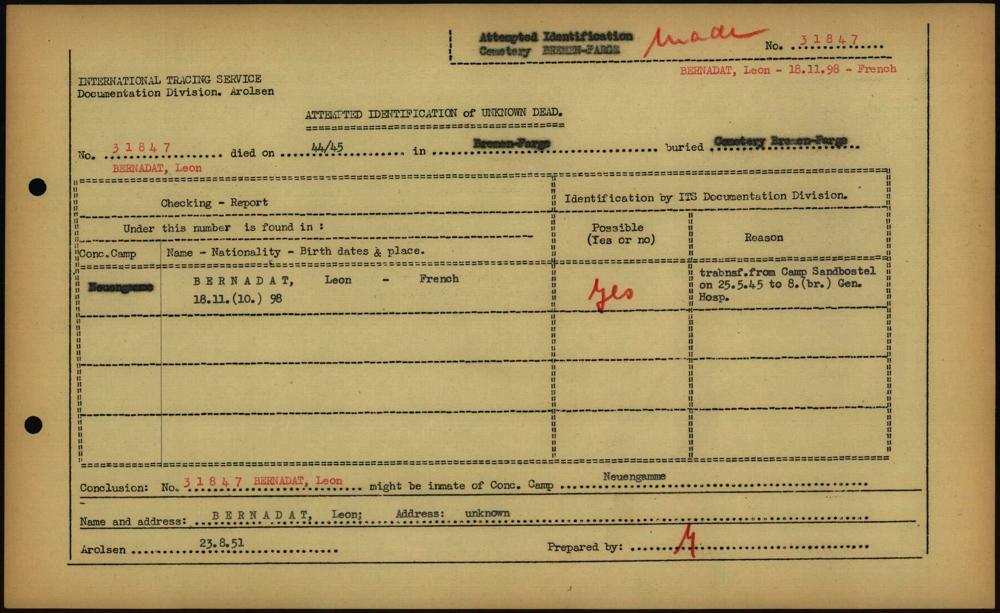 Attempted Identification made
Cemetery BREMEN-FARGE
No. 31847
BERNADAT, Leon - 18.11.98 - French
INTERNATIONAL TRACING SERVICE
Documentation Division. Arolsen
ATTEMPTED IDENTIFICATION of UNKNOWN DEAD.
No. 31847 died on 44/45 in Bremen-Farge buried Cemetery Bremen-Farge
BERNADAT, Leon
Checking - Report
Identification by ITS Documentation Division.
Under this number is found in :
Possible
(Yes or no)
Reason
Conc.Camp
Name - Nationality - Birth dates & place.
Neuengamme
BERNADAT, Leon - French
18.11.(10.) 98
Yes
trabnsf.from Camp Sandbostel
on 25.5.45 to 8.(br.) Gen.
Hosp.
Conclusion: No. 31847 BERNADAT, Leon might be inmate of Conc. Camp Neuengamme
Name and address: BERNADAT, Leon; Address: unknown
Arolsen 23.8.51 Prepared by: